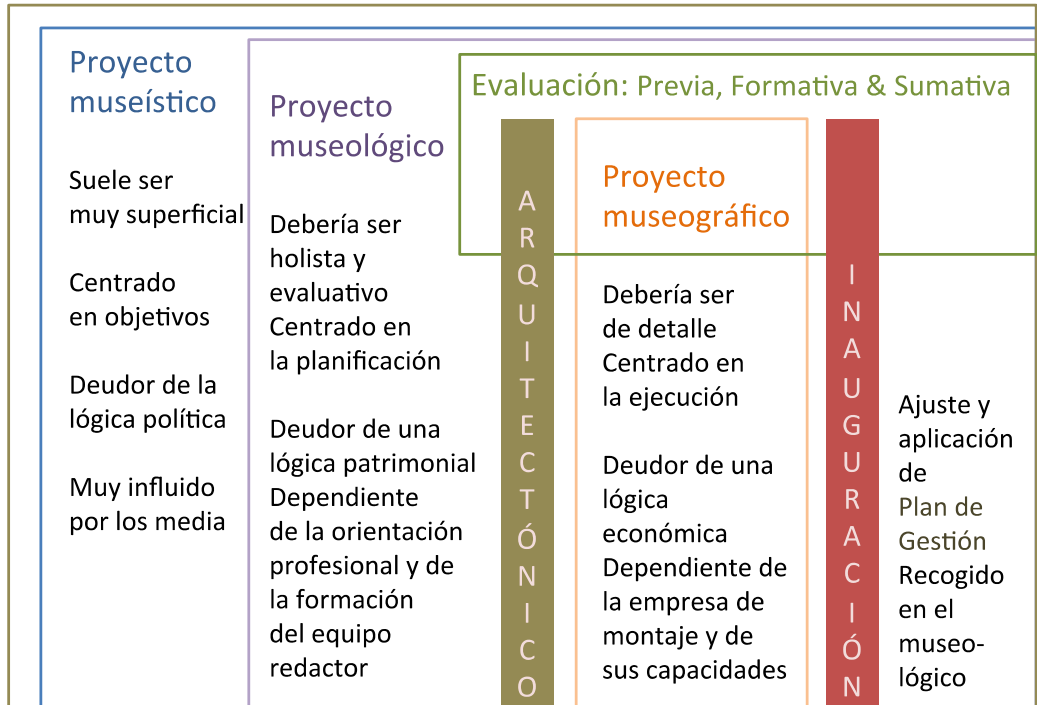 Proyecto
museístico
Suele ser
muy superficial
Centrado
en objetivos
Deudor de la
lógica política
Muy influido
por los media
Proyecto
museológico
Debería ser
holista y
evaluativo
Centrado en
la planificación
Deudor de una
lógica patrimonial
Dependiente
de la orientación
profesional y de
la formación
del equipo
redactor
Evaluación: Previa, Formativa & Sumativa
ARQUITECTÓNICO
Proyecto
museográfico
Debería ser
de detalle
Centrado en
la ejecución
Deudor de una
lógica
económica
Dependiente de
la empresa de
montaje y de
sus capacidades
INAUGURACIÓN
Ajuste y
aplicación
de
Plan de
Gestión
Recogido
en el
museo-
lógico